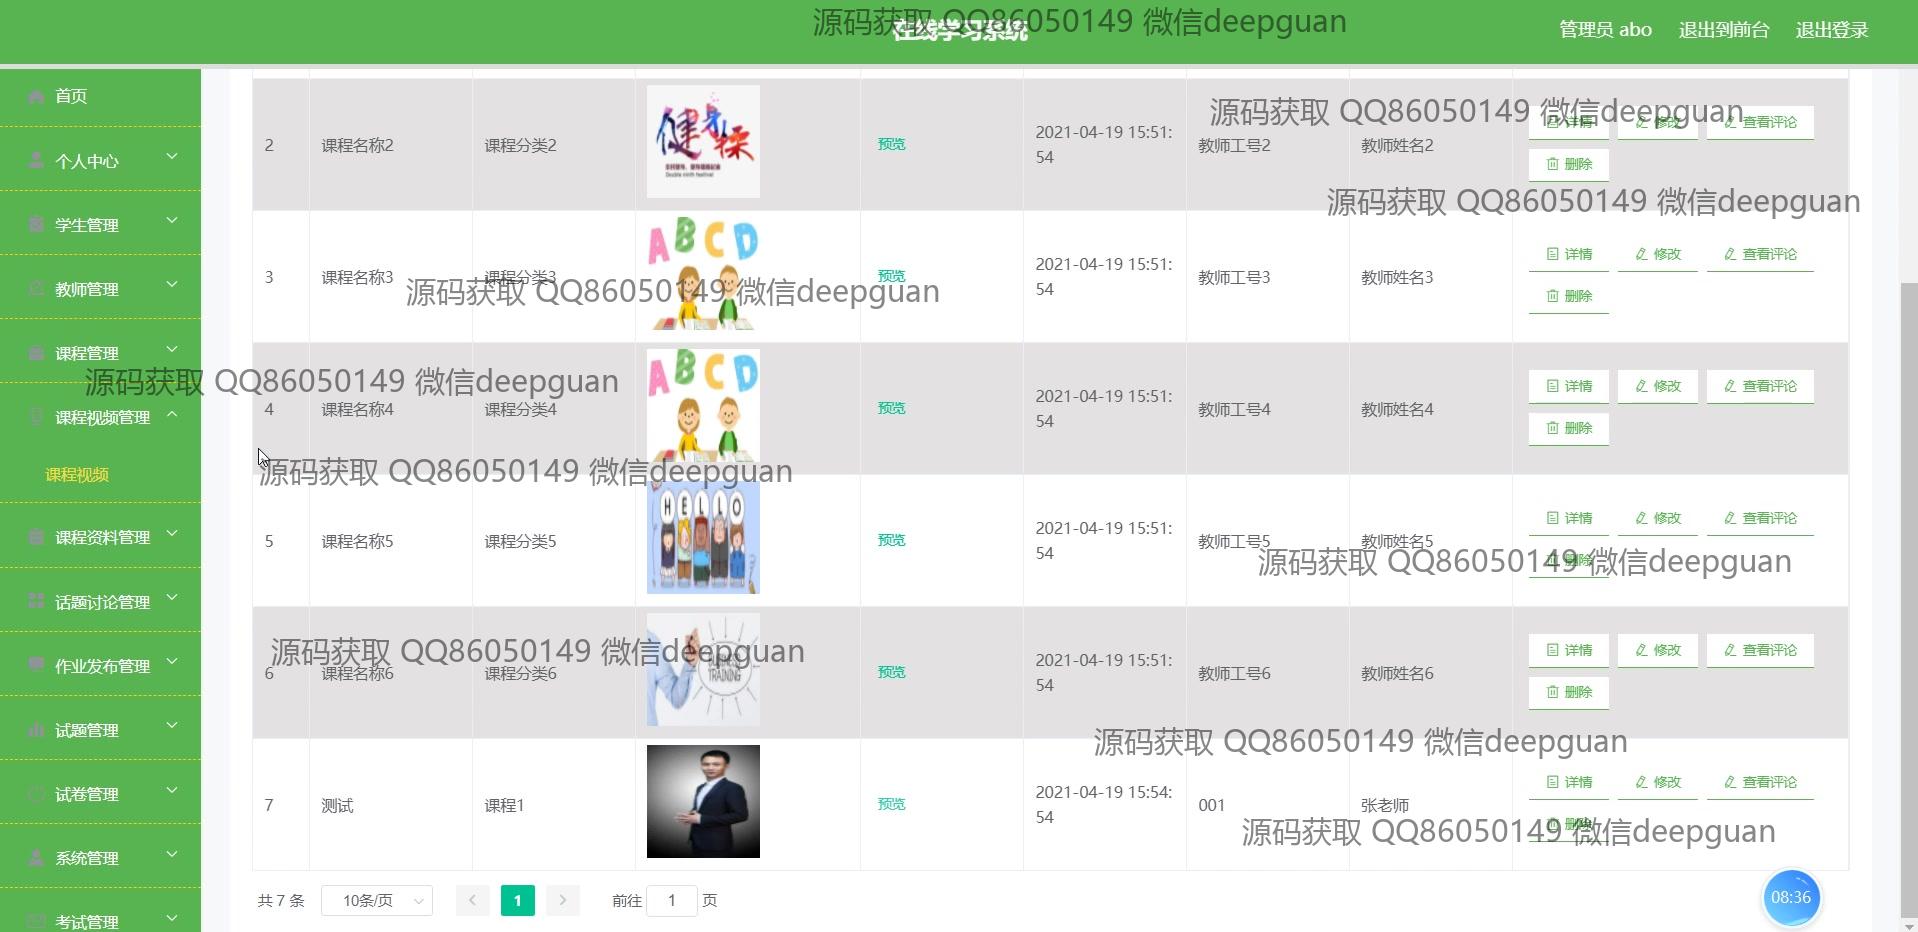 在线学习系统
源码获取 QQ86050149 微信deepguan
管理员 abo 退出到前台 退出登录
首页
个人中心
学生管理
教师管理
课程管理
课程视频管理
课程视频
课程资料管理
话题讨论管理
作业发布管理
试题管理
试卷管理
系统管理
考试管理
源码获取 QQ86050149 微信deepguan
2 课程名称2 课程分类2 健身操 预览 2021-04-19 15:51: 教师工号2 教师姓名2 详情 修改 查看评论
Double ninth festival
54
删除
源码获取 QQ86050149 微信deepguan
3 课程名称3 课程分类3 ABCD 预览 2021-04-19 15:51: 教师工号3 教师姓名3 详情 修改 查看评论
54
删除
源码获取 QQ86050149 微信deepguan
源码获取 QQ86050149 微信deepguan
4 课程名称4 课程分类4 ABCD 预览 2021-04-19 15:51: 教师工号4 教师姓名4 详情 修改 查看评论
54
删除
源码获取 QQ86050149 微信deepguan
5 课程名称5 课程分类5 HELLO 预览 2021-04-19 15:51: 教师工号5 教师姓名5 详情 修改 查看评论
54
删除
源码获取 QQ86050149 微信deepguan
源码获取 QQ86050149 微信deepguan
6 课程名称6 课程分类6 TRAINING 预览 2021-04-19 15:51: 教师工号6 教师姓名6 详情 修改 查看评论
54
删除
源码获取 QQ86050149 微信deepguan
7 测试 课程1 预览 2021-04-19 15:54: 001 张老师 详情 修改 查看评论
54
删除
源码获取 QQ86050149 微信deepguan
共 7 条 10条/页 1 前往 1 页
08:36